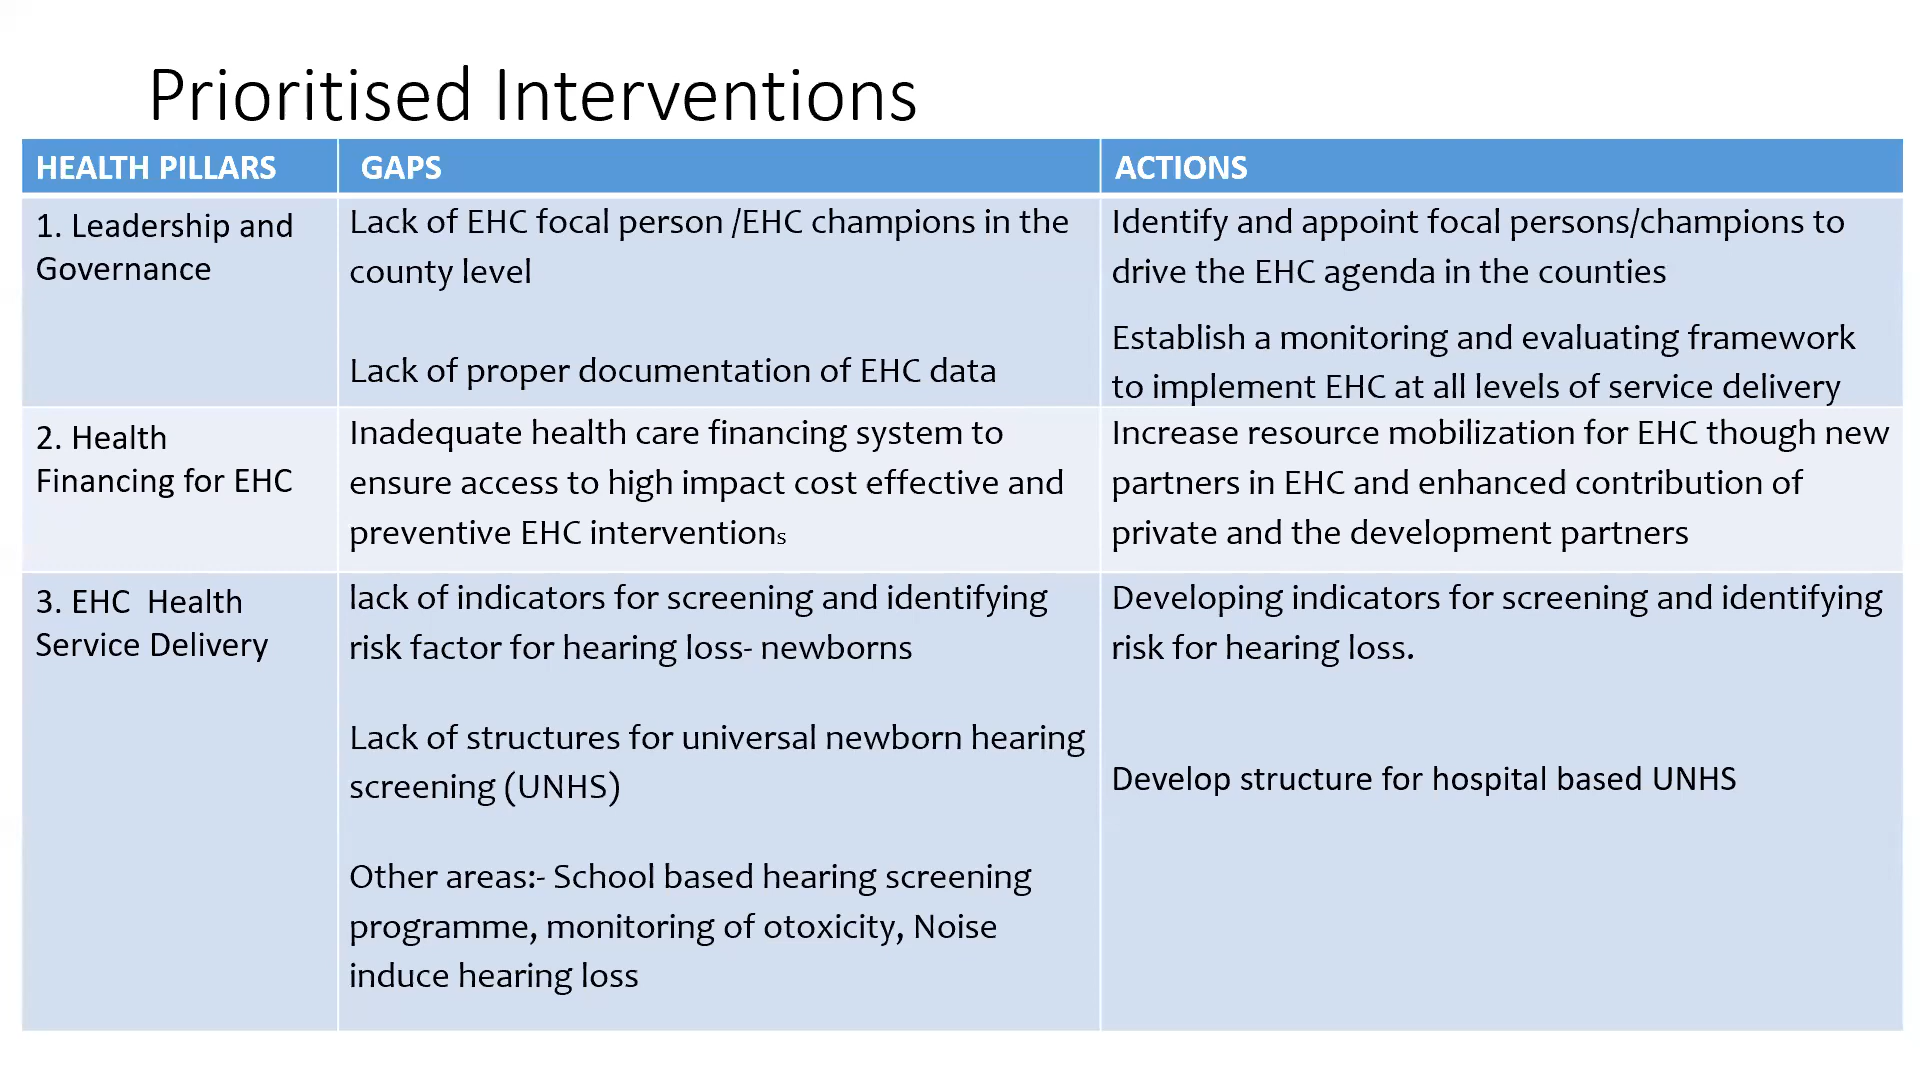 Prioritised Interventions
HEALTH PILLARS
GAPS
ACTIONS
1. Leadership and
Governance
Lack of EHC focal person /EHC champions in the
county level
Lack of proper documentation of EHC data
Identify and appoint focal persons/champions to
drive the EHC agenda in the counties
Establish a monitoring and evaluating framework
to implement EHC at all levels of service delivery
2. Health
Financing for EHC
Inadequate health care financing system to
ensure access to high impact cost effective and
preventive EHC interventions
Increase resource mobilization for EHC though new
partners in EHC and enhanced contribution of
private and the development partners
3. EHC Health
Service Delivery
lack of indicators for screening and identifying
risk factor for hearing loss- newborns
Lack of structures for universal newborn hearing
screening (UNHS)
Other areas:- School based hearing screening
programme, monitoring of otoxicity, Noise
induce hearing loss
Developing indicators for screening and identifying
risk for hearing loss.
Develop structure for hospital based UNHS